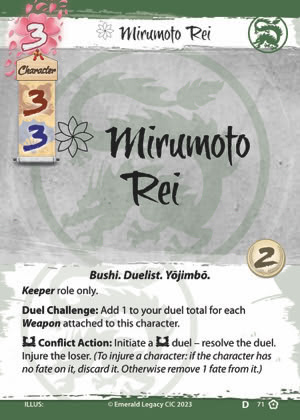 3
Mirumoto Rei
Character
3
3
Mirumoto
Rei
2
Bushi. Duelist. Yōjimbō.
Keeper role only.
Duel Challenge: Add 1 to your duel total for each
Weapon attached to this character.
Conflict Action: Initiate a duel – resolve the duel.
Injure the loser. (To injure a character: if the character has
no fate on it, discard it. Otherwise remove 1 fate from it.)
ILLUS: © Emerald Legacy CIC 2023 D 71